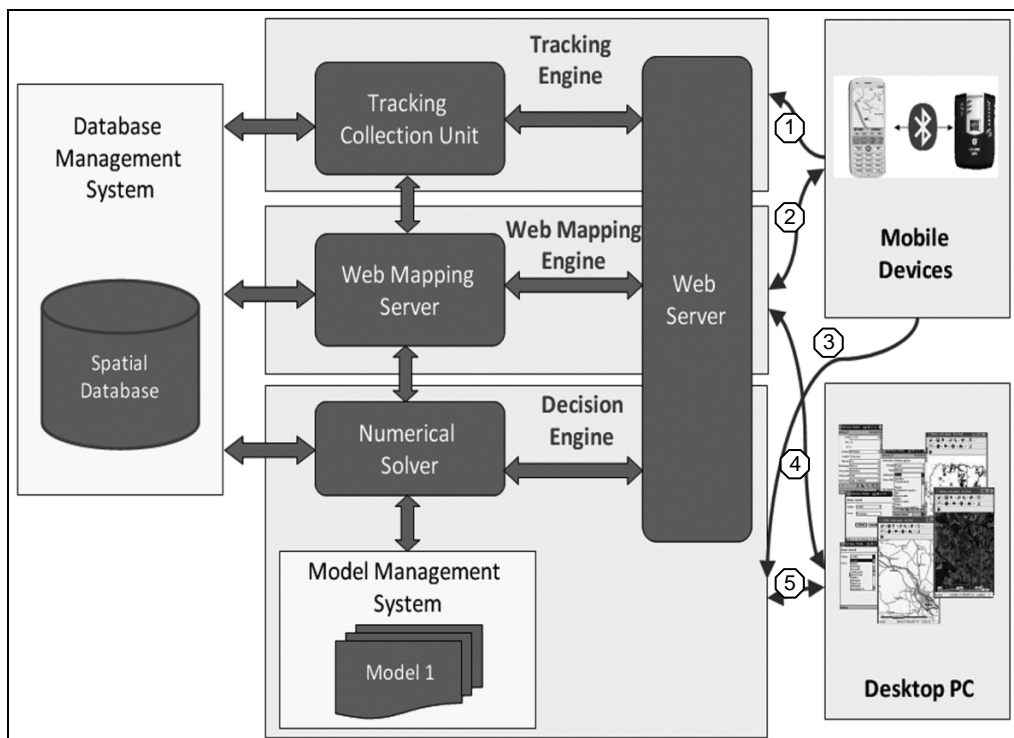 Database
Management
System
Spatial
Database
Tracking
Engine
Tracking
Collection Unit
Web Mapping
Engine
Web Mapping
Server
Decision
Engine
Numerical
Solver
Model Management
System
Model 1
Web
Server
1
2
3
4
5
Mobile
Devices
Desktop PC